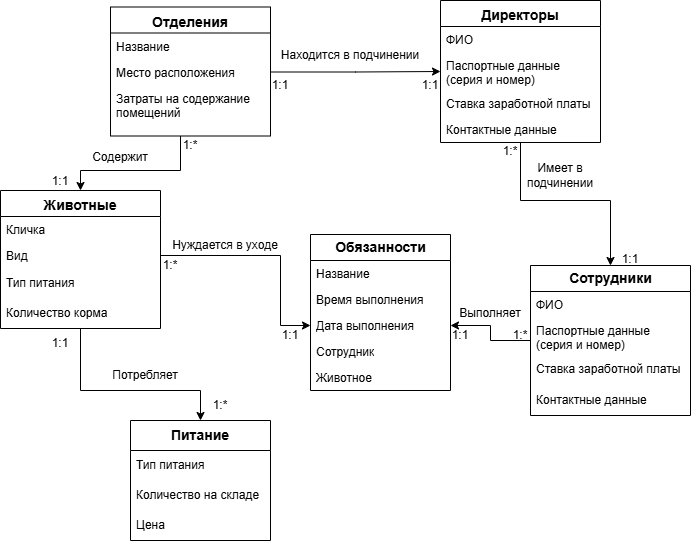 Отделения
Название
Место расположения
Затраты на содержание
помещений
Находится в подчинении
1:1
1:1
Директоры
ФИО
Паспортные данные
(серия и номер)
Ставка заработной платы
Контактные данные
1:*
Содержит
1:1
1:*
Имеет в
подчинении
1:1
Животные
Кличка
Вид
Тип питания
Количество корма
Нуждается в уходе
1:*
1:1
Обязанности
Название
Время выполнения
Дата выполнения
Сотрудник
Животное
Выполняет
1:1
1:*
Сотрудники
ФИО
Паспортные данные
(серия и номер)
Ставка заработной платы
Контактные данные
1:1
Потребляет
1:*
Питание
Тип питания
Количество на складе
Цена